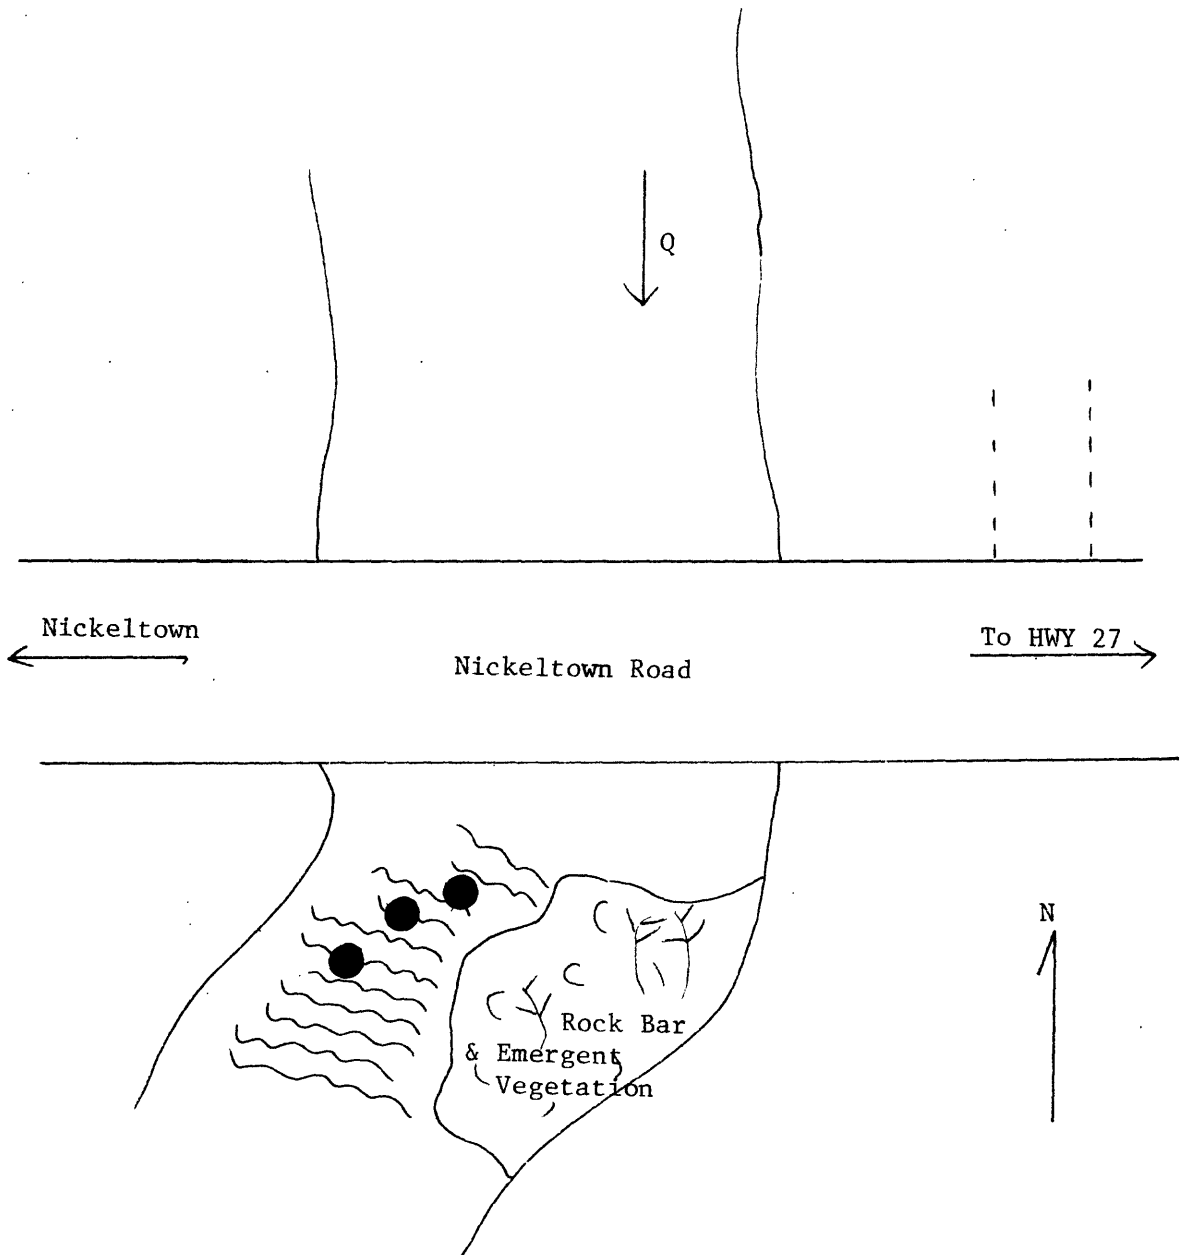 Q
Nickeltown
To HWY 27
Nickeltown Road
N
Rock Bar
& Emergent
Vegetation